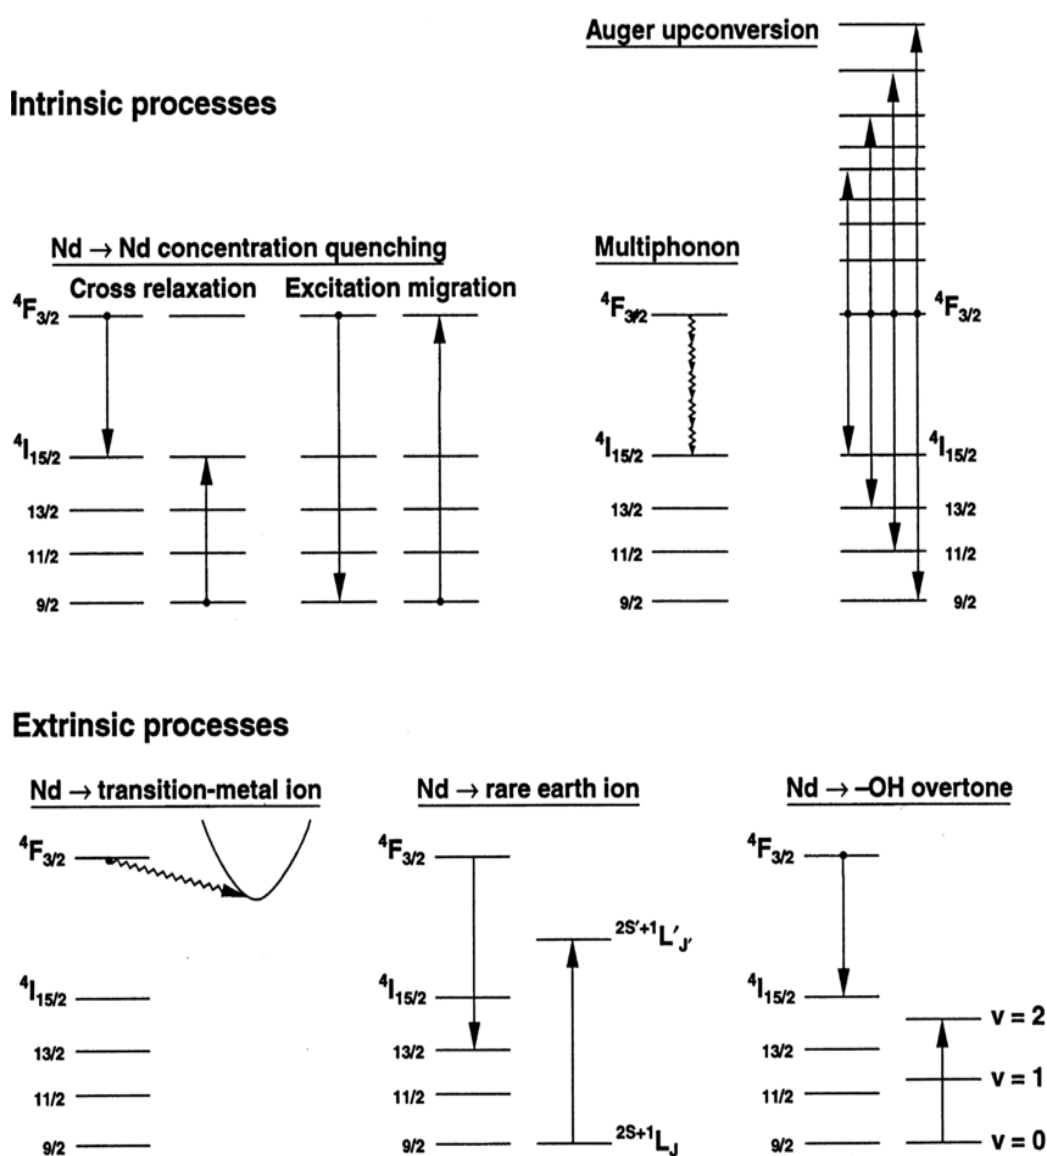 Auger upconversion
Intrinsic processes
Nd → Nd concentration quenching
Cross relaxation Excitation migration
⁴F₃/₂
⁴I₁₅/₂
13/2
11/2
9/2
Multiphonon
⁴F₃/₂
⁴I₁₅/₂
13/2
11/2
9/2
⁴F₃/₂
⁴I₁₅/₂
13/2
11/2
9/2
Extrinsic processes
Nd → transition-metal ion
⁴F₃/₂
⁴I₁₅/₂
13/2
11/2
9/2
Nd → rare earth ion
⁴F₃/₂
⁴I₁₅/₂
13/2
11/2
9/2
2S′+1L′J′
2S+1LJ
Nd → –OH overtone
⁴F₃/₂
⁴I₁₅/₂
13/2
11/2
9/2
v = 2
v = 1
v = 0